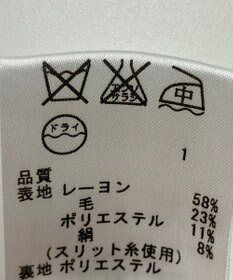 エンソ
サラシ
中
ドライ
1
品質
表地 レーヨン 58%
毛 23%
ポリエステル 11%
絹 8%
(スリット糸使用)
裏地 ポリエステル